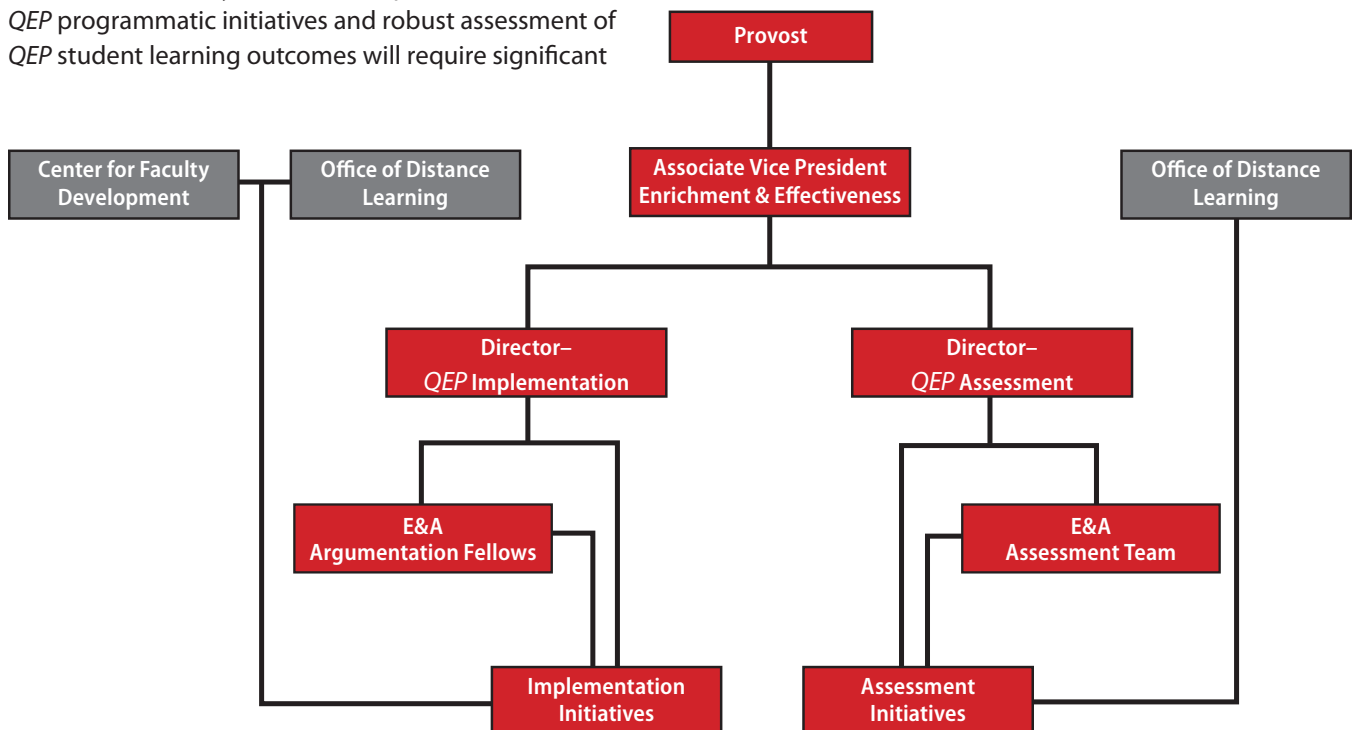 QEP programmatic initiatives and robust assessment of
QEP student learning outcomes will require significant
Provost
Center for Faculty
Development
Office of Distance
Learning
Associate Vice President
Enrichment & Effectiveness
Office of Distance
Learning
Director–
QEP Implementation
Director–
QEP Assessment
E&A
Argumentation Fellows
E&A
Assessment Team
Implementation
Initiatives
Assessment
Initiatives